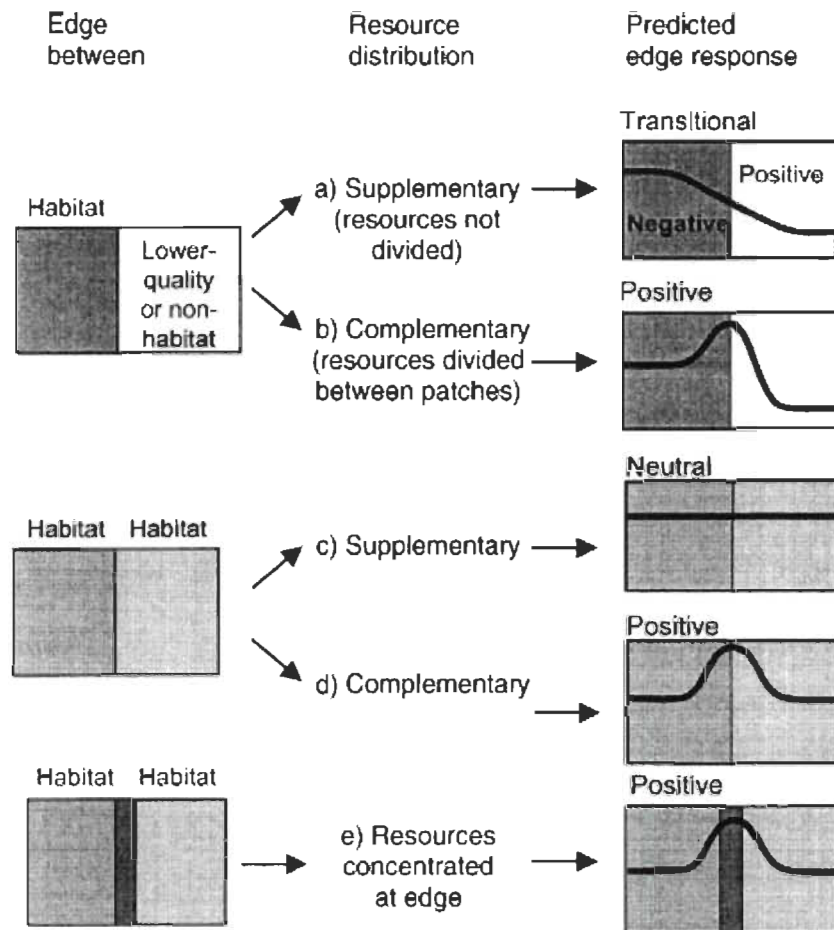 Edge
between
Resource
distribution
Predicted
edge response
Habitat
Lower-
quality
or non-
habitat
a) Supplementary
(resources not
divided)
Transitional
Positive
Negative
b) Complementary
(resources divided
between patches)
Positive
Habitat Habitat
c) Supplementary
Neutral
d) Complementary
Positive
Habitat Habitat
e) Resources
concentrated
at edge
Positive